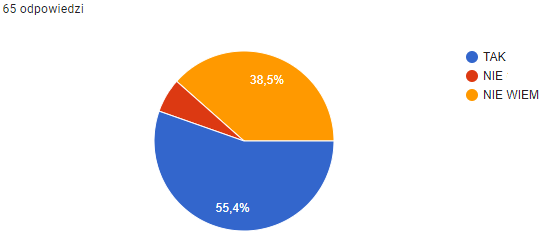 65 odpowiedzi
TAK
NIE
NIE WIEM
38,5%
55,4%